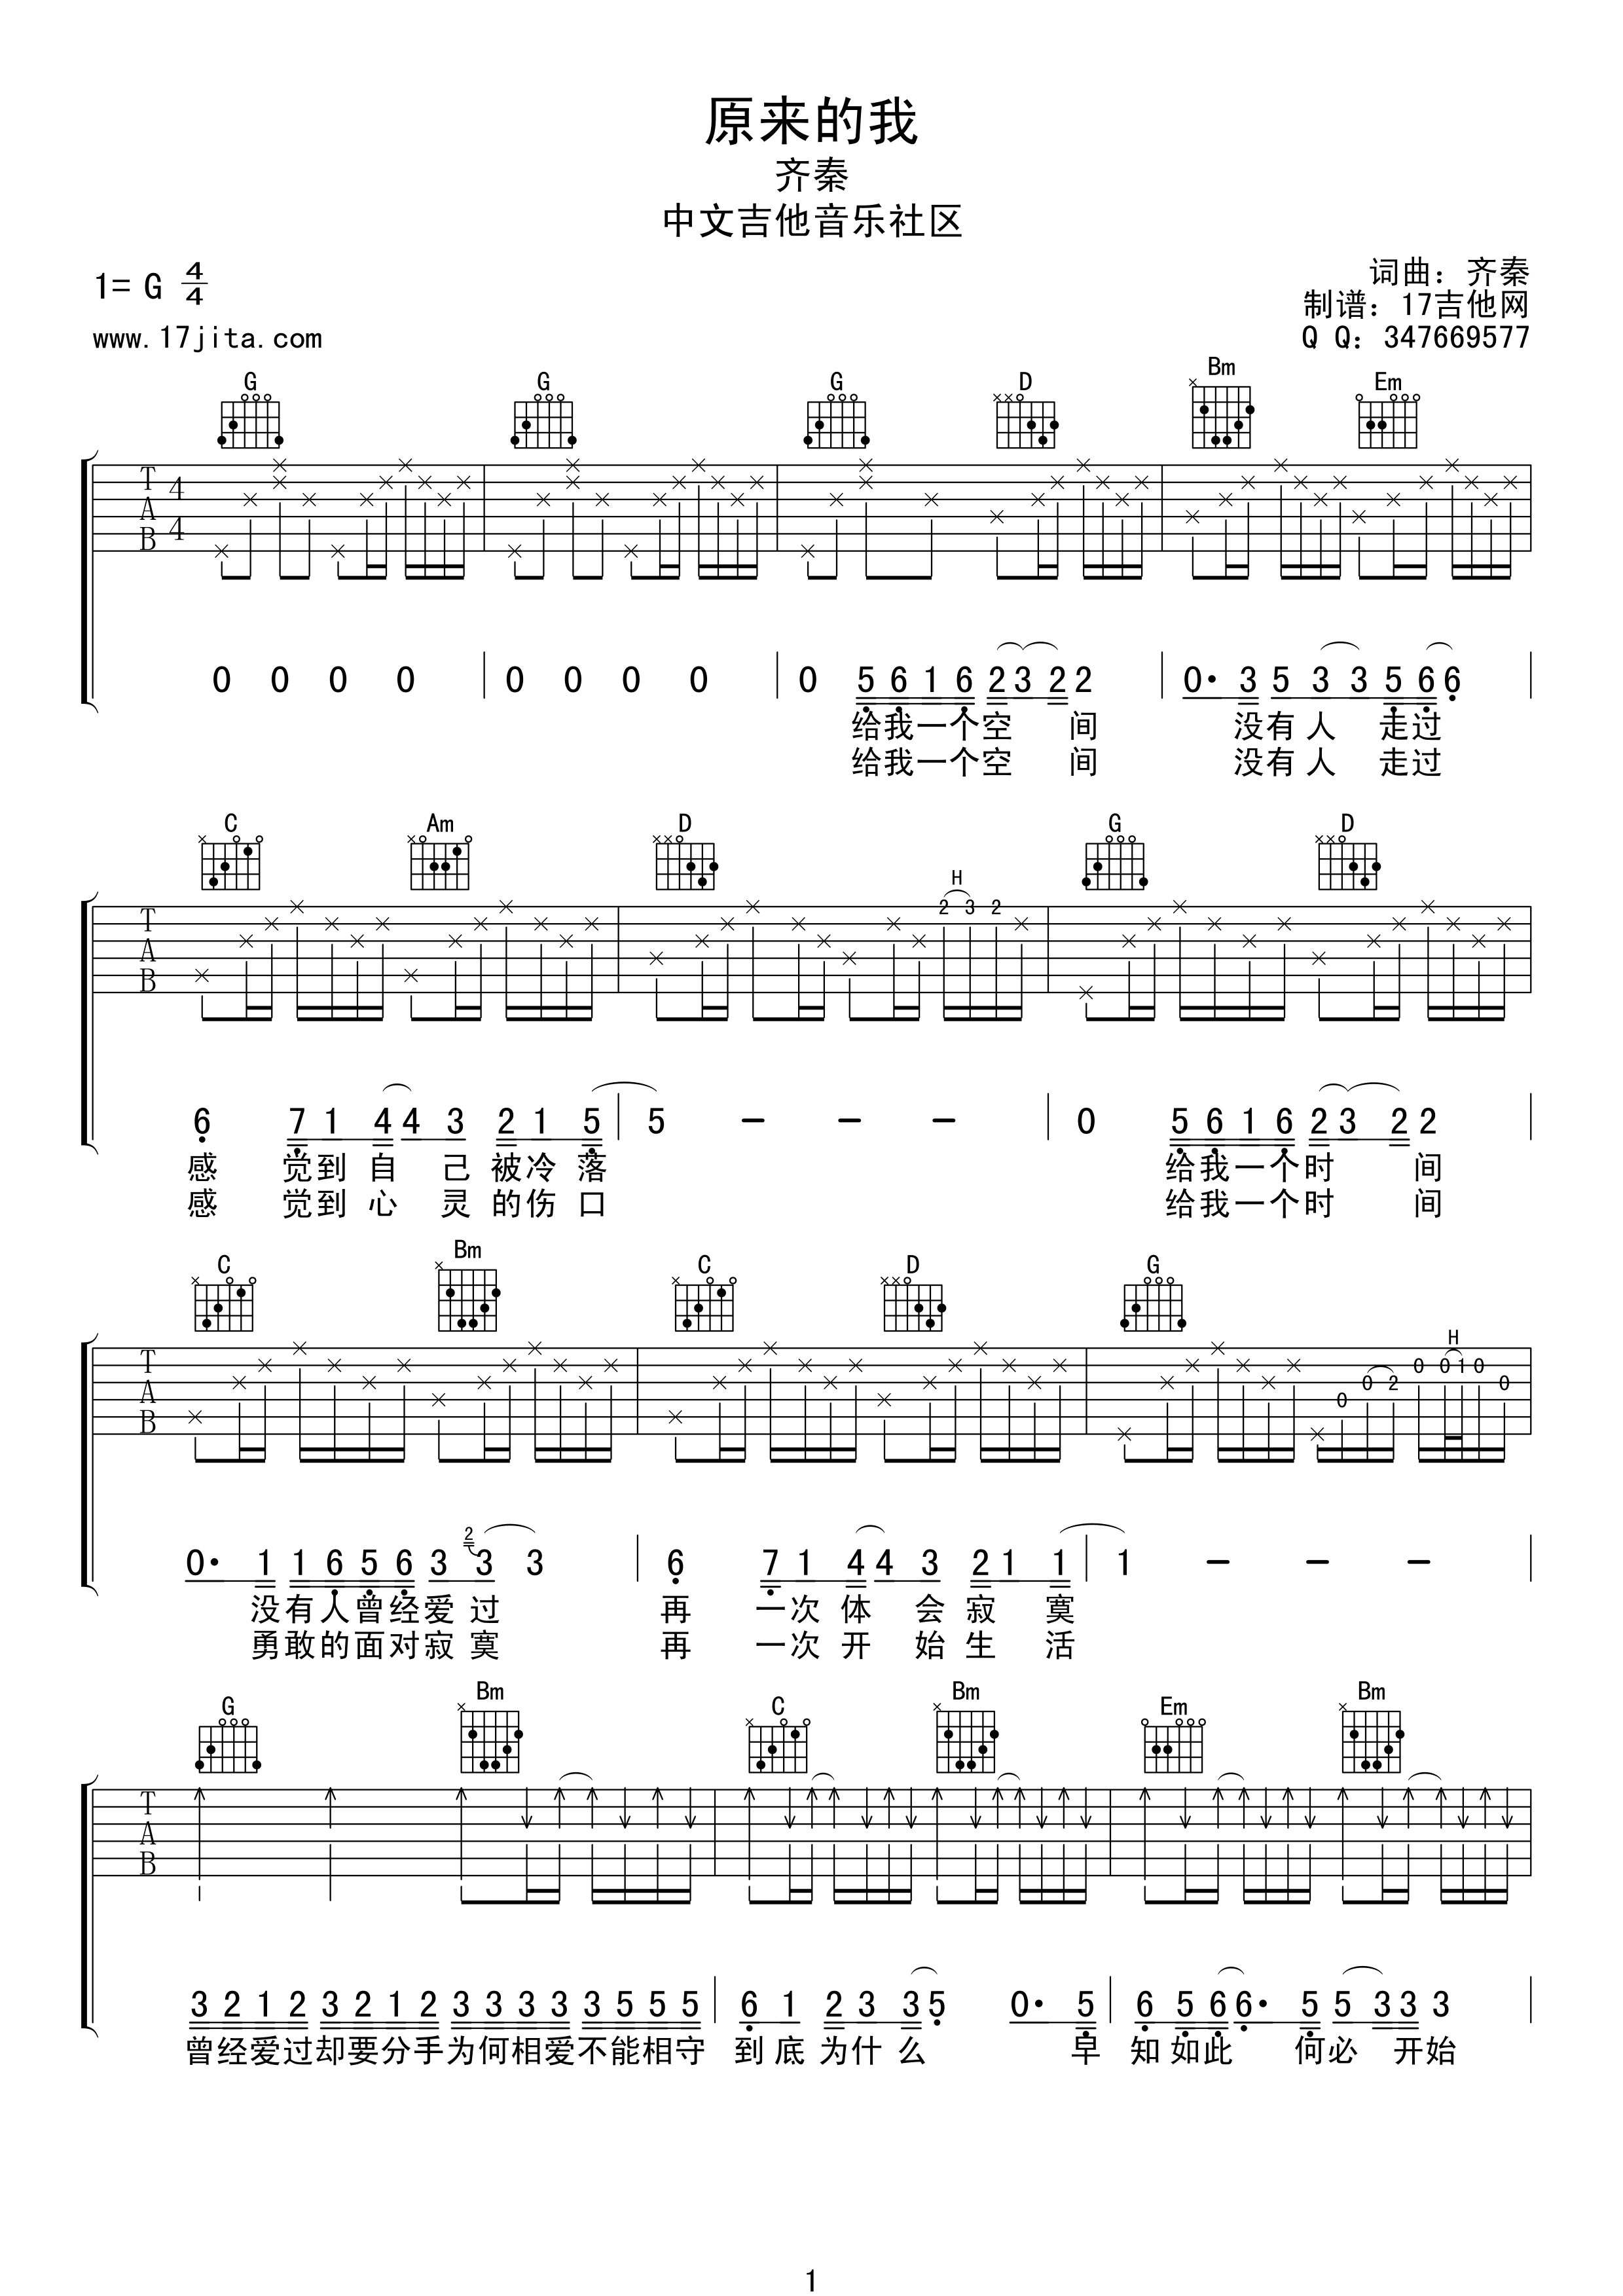 原来的我
齐秦
中文吉他音乐社区
1= G 4/4
词曲：齐秦
制谱：17吉他网
www.17jita.com
Q Q：347669577
G G G D Bm Em
T A B 4 4
0 0 0 0 0 0 0 0 0 5 6 1 6 2 3 2 2 0· 3 5 3 3 5 6 6
给我一个空 间 没有人 走过
给我一个空 间 没有人 走过
C Am D G D
H
T A B 2 3 2
6 7 1 4 4 3 2 1 5 5 - - - 0 5 6 1 6 2 3 2 2
感 觉到 自 己 被冷 落 给我一个时 间
感 觉到 心 灵 的伤 口 给我一个时 间
C Bm C D G
H
T A B 0 0 2 0 0 1 0 0
0· 1 1 6 5 6 3 2 3 3 6 7 1 4 4 3 2 1 1 1 - - -
没有人曾经爱 过 再 一次 体 会 寂 寞
勇敢的面对寂 寞 再 一次 开 始 生 活
G Bm C Bm Em Bm
T A B
3 2 1 2 3 2 1 2 3 3 3 3 3 5 5 5 6 1 2 3 3 5 0· 5 6 5 6 6· 5 5 3 3 3
曾经爱过却要分手为何相爱不能相守 到底 为什么 早 知 如此 何必 开始
1